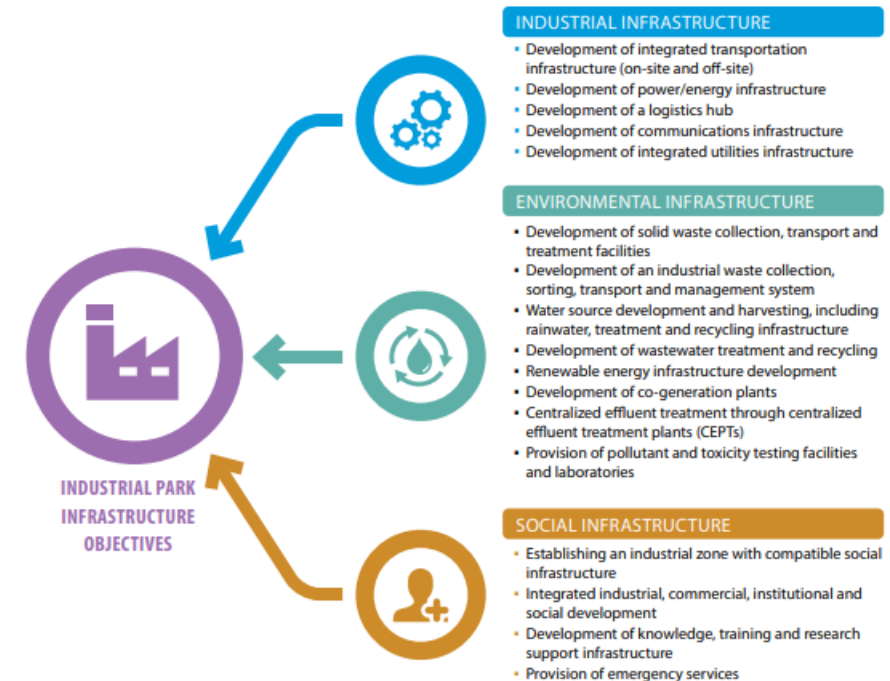 INDUSTRIAL INFRASTRUCTURE
▪ Development of integrated transportation
infrastructure (on-site and off-site)
▪ Development of power/energy infrastructure
▪ Development of a logistics hub
▪ Development of communications infrastructure
▪ Development of integrated utilities infrastructure
ENVIRONMENTAL INFRASTRUCTURE
▪ Development of solid waste collection, transport and
treatment facilities
▪ Development of an industrial waste collection,
sorting, transport and management system
▪ Water source development and harvesting, including
rainwater, treatment and recycling infrastructure
▪ Development of wastewater treatment and recycling
▪ Renewable energy infrastructure development
▪ Development of co-generation plants
▪ Centralized effluent treatment through centralized
effluent treatment plants (CEPTs)
▪ Provision of pollutant and toxicity testing facilities
and laboratories
INDUSTRIAL PARK
INFRASTRUCTURE
OBJECTIVES
SOCIAL INFRASTRUCTURE
▪ Establishing an industrial zone with compatible social
infrastructure
▪ Integrated industrial, commercial, institutional and
social development
▪ Development of knowledge, training and research
support infrastructure
▪ Provision of emergency services